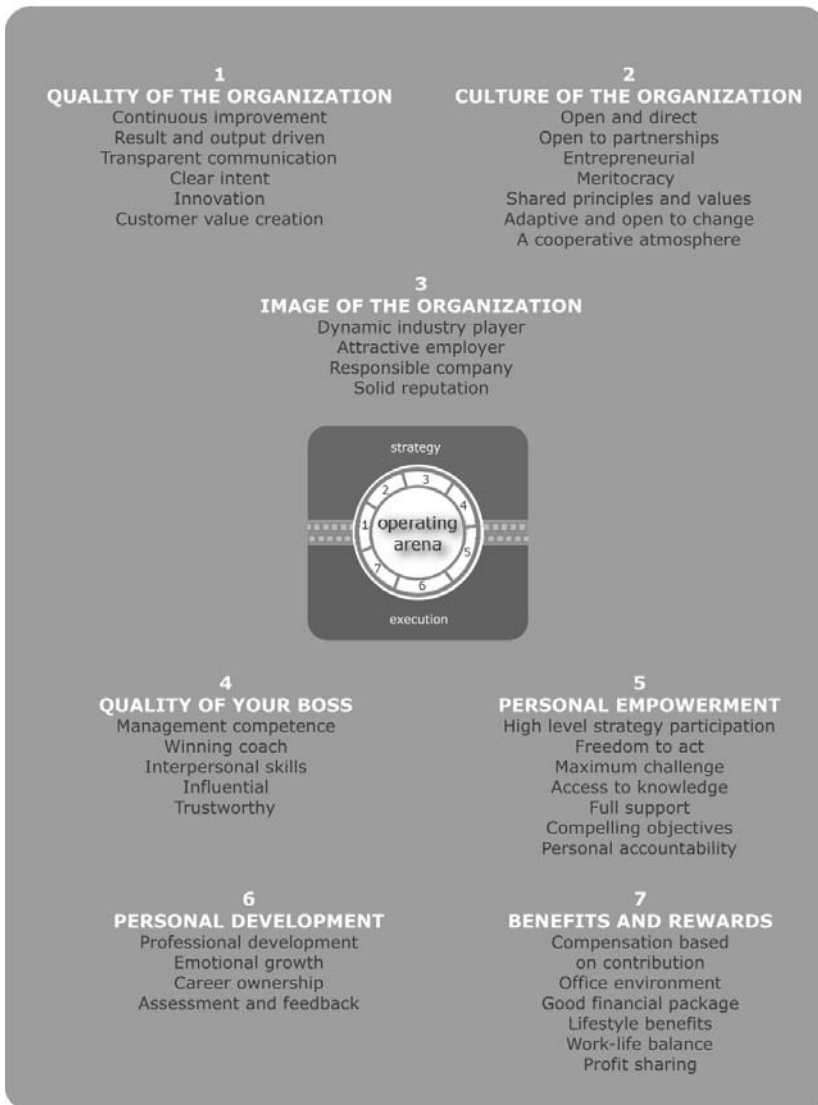 1
QUALITY OF THE ORGANIZATION
Continuous improvement
Result and output driven
Transparent communication
Clear intent
Innovation
Customer value creation
2
CULTURE OF THE ORGANIZATION
Open and direct
Open to partnerships
Entrepreneurial
Meritocracy
Shared principles and values
Adaptive and open to change
A cooperative atmosphere
3
IMAGE OF THE ORGANIZATION
Dynamic industry player
Attractive employer
Responsible company
Solid reputation
strategy
1
2
3
4
5
6
7
operating
arena
execution
4
QUALITY OF YOUR BOSS
Management competence
Winning coach
Interpersonal skills
Influential
Trustworthy
5
PERSONAL EMPOWERMENT
High level strategy participation
Freedom to act
Maximum challenge
Access to knowledge
Full support
Compelling objectives
Personal accountability
6
PERSONAL DEVELOPMENT
Professional development
Emotional growth
Career ownership
Assessment and feedback
7
BENEFITS AND REWARDS
Compensation based
on contribution
Office environment
Good financial package
Lifestyle benefits
Work-life balance
Profit sharing